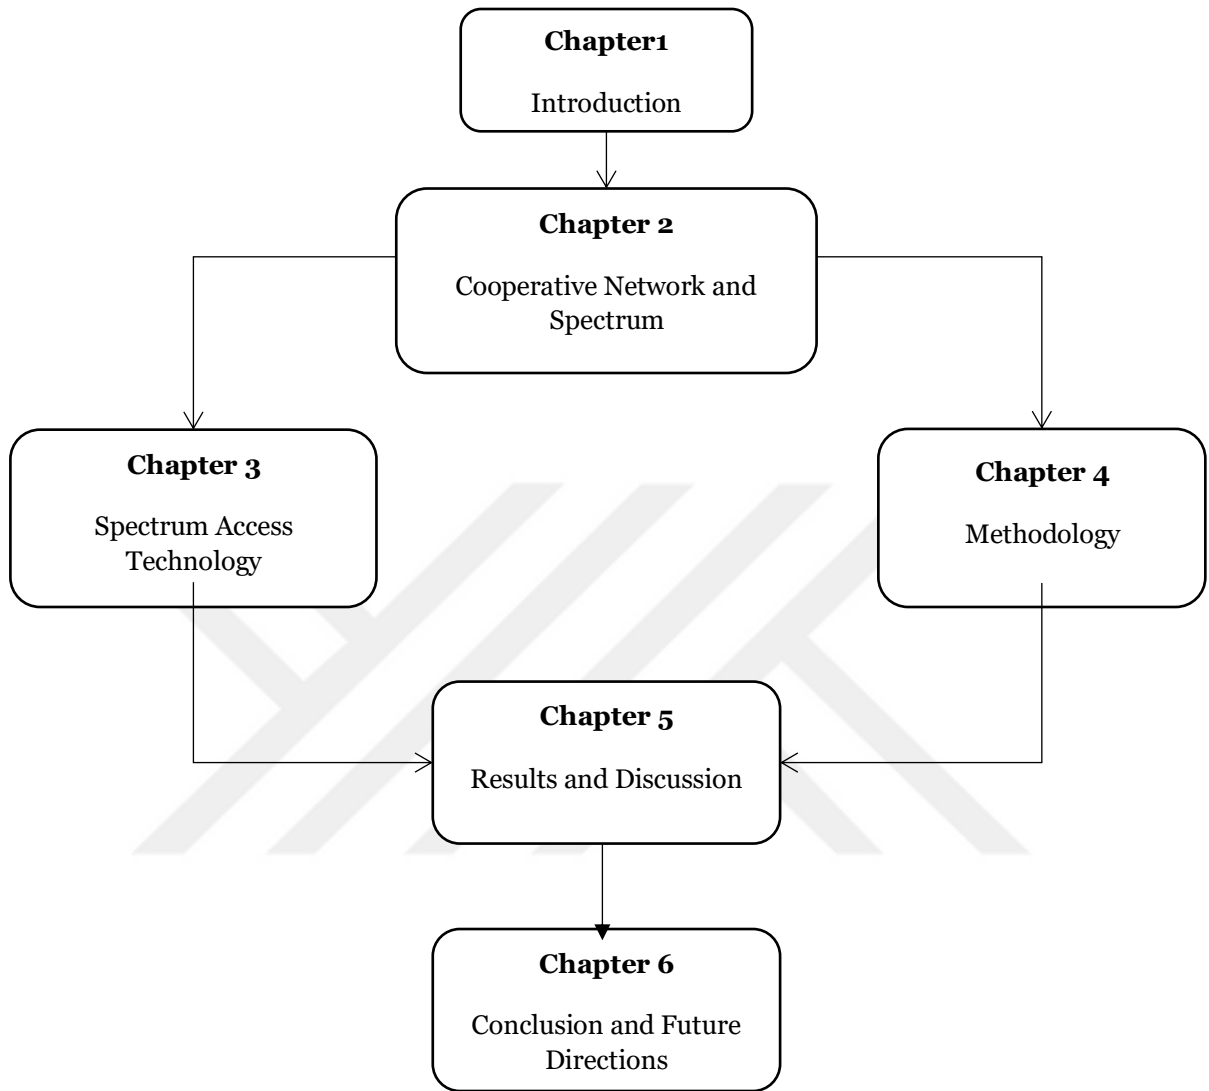 Chapter1
Introduction
Chapter 2
Cooperative Network and
Spectrum
Chapter 3
Spectrum Access
Technology
Chapter 4
Methodology
Chapter 5
Results and Discussion
Chapter 6
Conclusion and Future
Directions